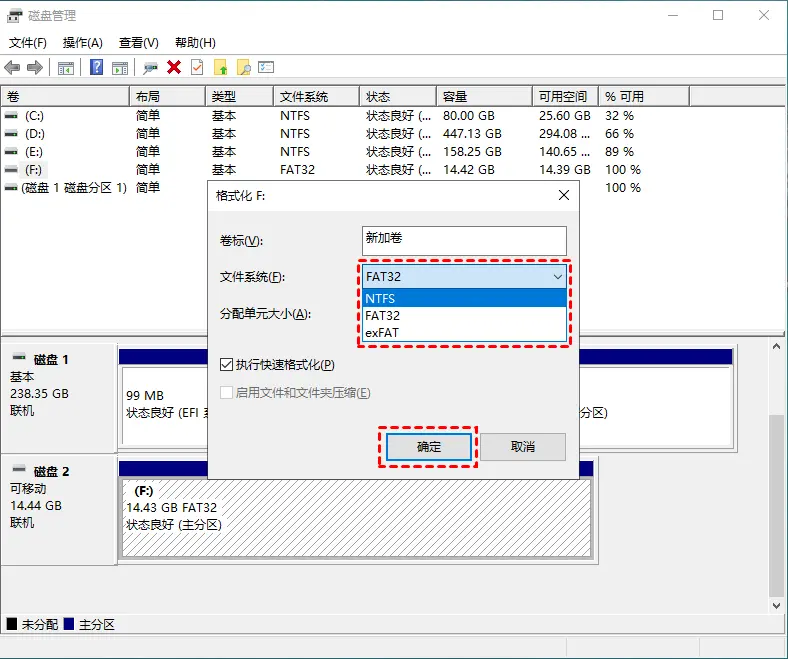 磁盘管理
文件(F) 操作(A) 查看(V) 帮助(H)
卷 布局 类型 文件系统 状态 容量 可用空间 % 可用
(C:) 简单 基本 NTFS 状态良好 (... 80.00 GB 25.60 GB 32 %
(D:) 简单 基本 NTFS 状态良好 (... 447.13 GB 294.08 ... 66 %
(E:) 简单 基本 NTFS 状态良好 (... 158.25 GB 140.65 ... 89 %
(F:) 简单 基本 FAT32 状态良好 (... 14.42 GB 14.39 GB 100 %
(磁盘 1 磁盘分区 1) 简单 100 %
格式化 F:
卷标(V): 新加卷
文件系统(F): FAT32
NTFS
分配单元大小(A): FAT32
exFAT
执行快速格式化(P)
启用文件和文件夹压缩(E)
确定 取消
磁盘 1
基本
238.35 GB
联机
99 MB
状态良好 (EFI 分区)
磁盘 2
可移动
14.44 GB
联机
(F:)
14.43 GB FAT32
状态良好 (主分区)
未分配 主分区